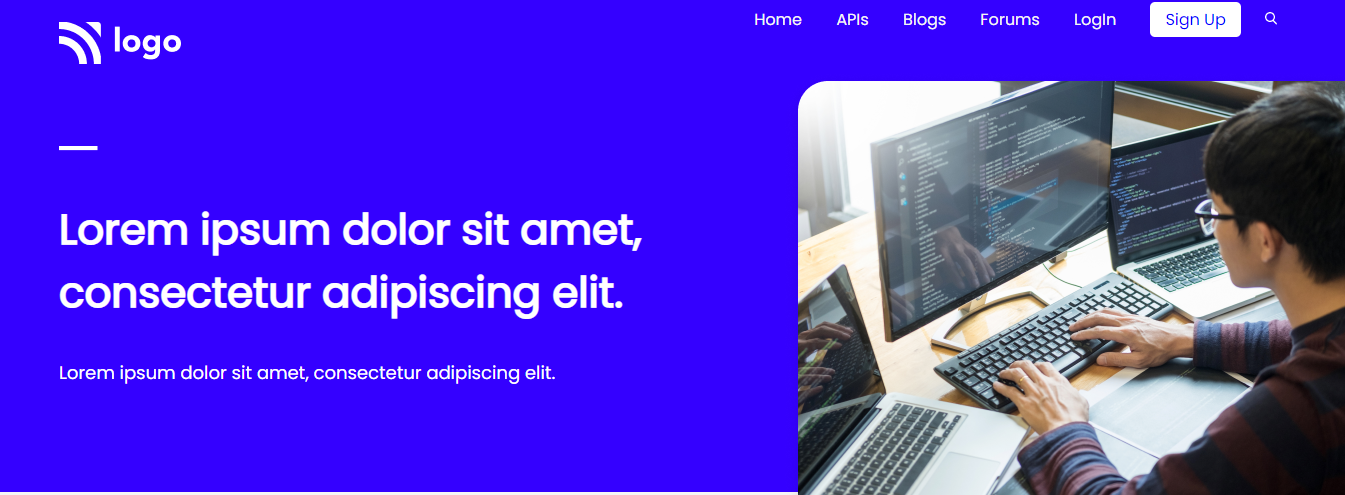 logo
Home APIs Blogs Forums LogIn Sign Up
Lorem ipsum dolor sit amet,
consectetur adipiscing elit.
Lorem ipsum dolor sit amet, consectetur adipiscing elit.